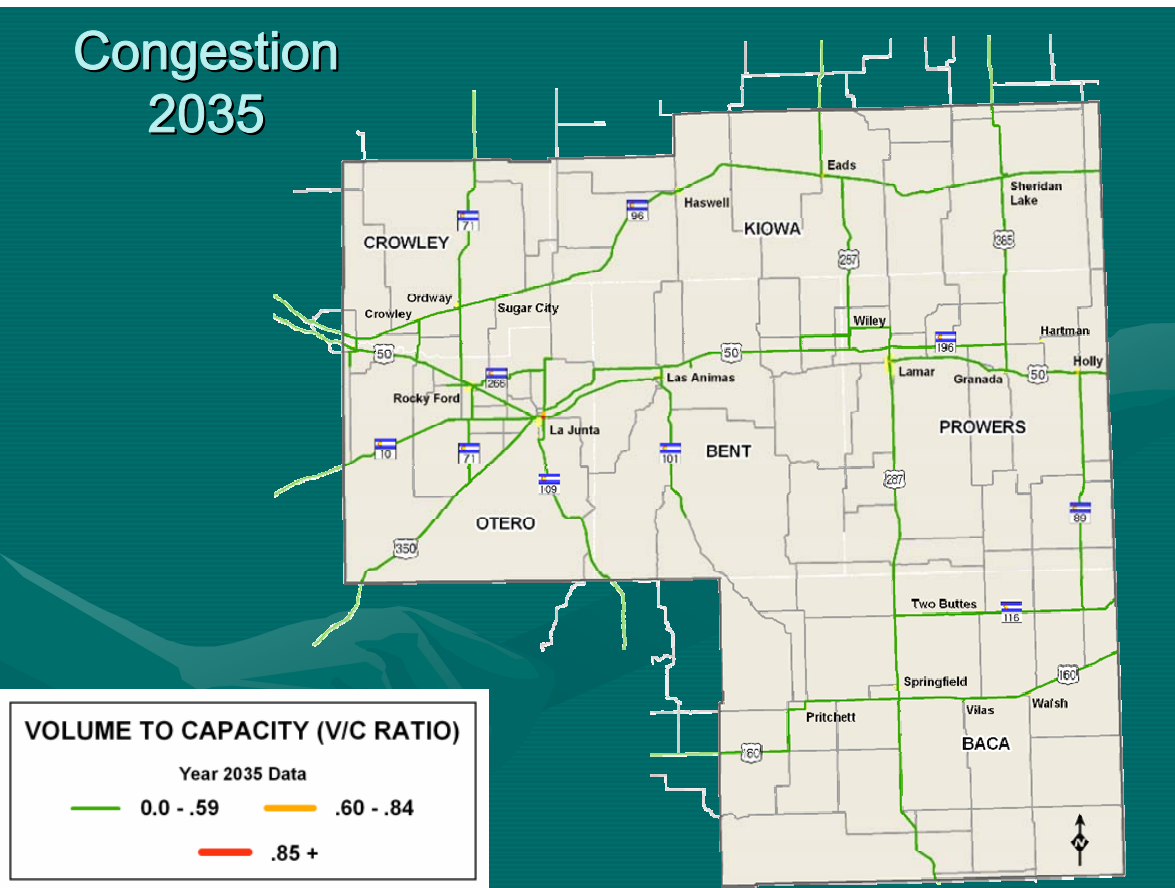 Congestion
2035
Eads
Sheridan
Lake
Haswell
96
71
CROWLEY
KIOWA
385
287
Ordway
Sugar City
Crowley
Wiley
Hartman
196
50
50
Lamar
Holly
Las Animas
Granada
50
266
Rocky Ford
La Junta
PROWERS
10
71
101
BENT
109
287
89
OTERO
350
Two Buttes
116
160
Springfield
Vilas
Walsh
Pritchett
BACA
160
N
VOLUME TO CAPACITY (V/C RATIO)
Year 2035 Data
0.0 - .59
.60 - .84
.85 +